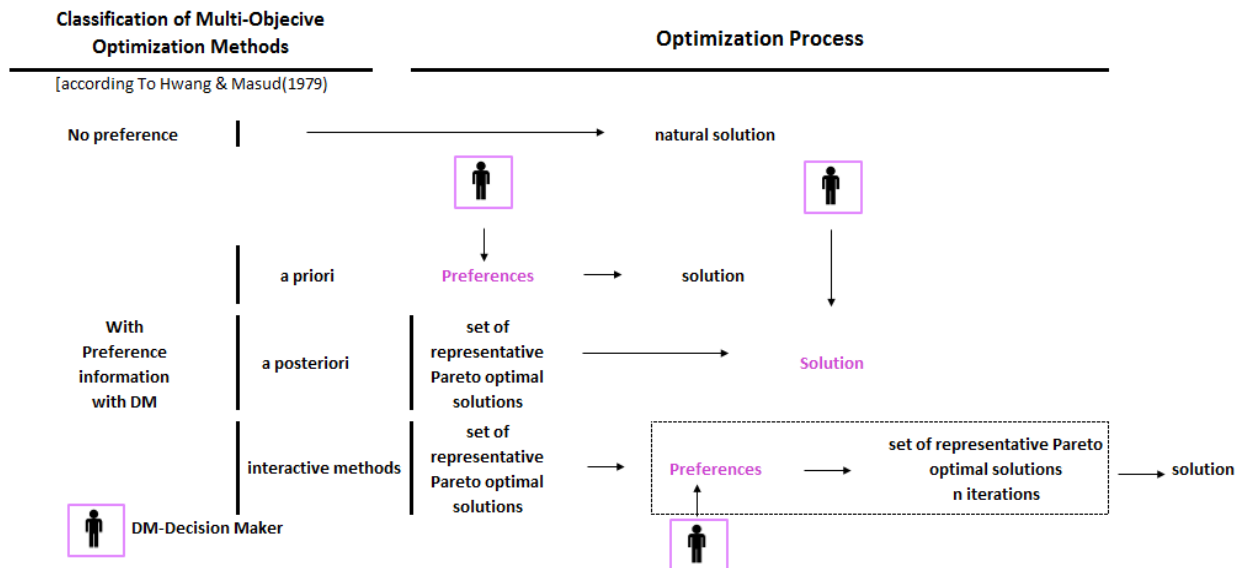 Classification of Multi-Objecive
Optimization Methods
Optimization Process
[according To Hwang & Masud(1979)
No preference
natural solution
a priori
Preferences
solution
With
Preference
information
with DM
a posteriori
set of
representative
Pareto optimal
solutions
Solution
interactive methods
set of
representative
Pareto optimal
solutions
Preferences
set of representative Pareto
optimal solutions
n iterations
solution
DM-Decision Maker